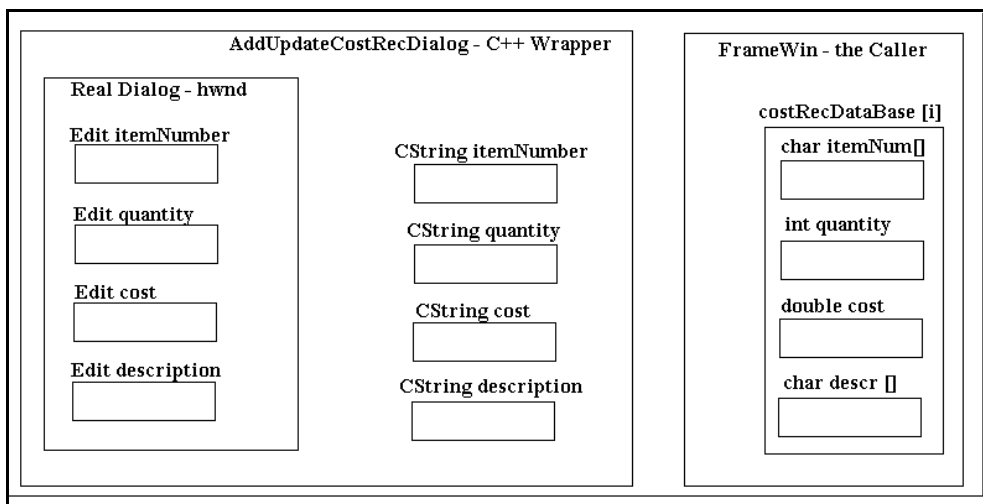 AddUpdateCostRecDialog - C++ Wrapper
Real Dialog - hwnd
Edit itemNumber
Edit quantity
Edit cost
Edit description
CString itemNumber
CString quantity
CString cost
CString description
FrameWin - the Caller
costRecDataBase [i]
char itemNum[]
int quantity
double cost
char descr []